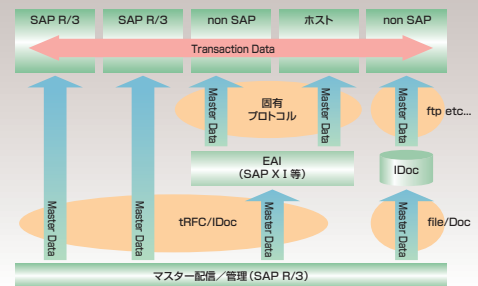 SAP R/3
SAP R/3
non SAP
ホスト
non SAP
Transaction Data
Master Data
Master Data
Master Data
固有
プロトコル
ftp etc...
EAI
(SAP XI等)
IDoc
Master Data
Master Data
tRFC/IDoc
Master Data
Master Data
file/Doc
マスター配信/管理(SAP R/3)